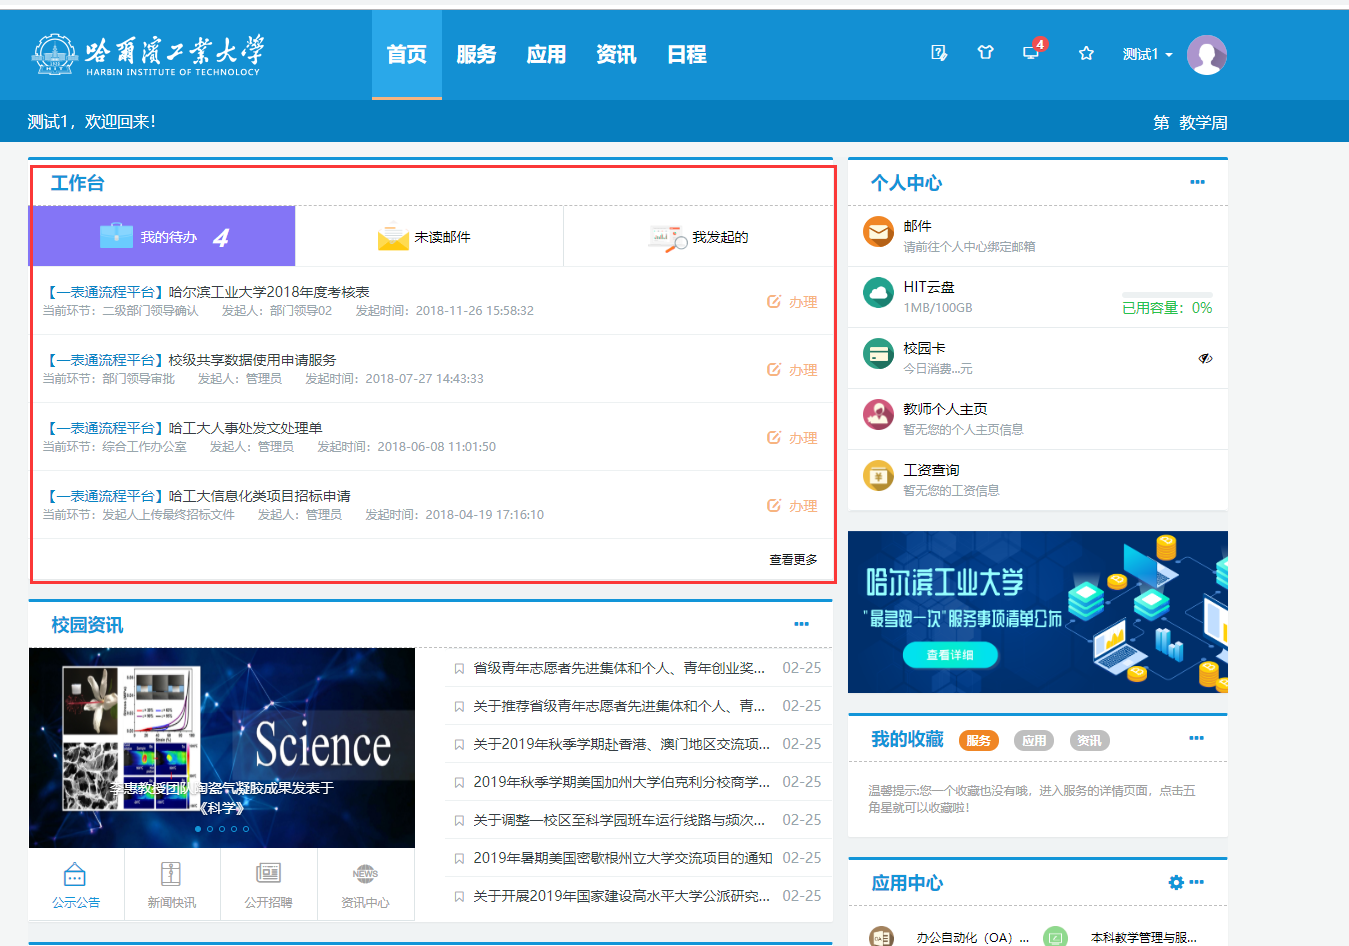 哈爾濱工業大学
HARBIN INSTITUTE OF TECHNOLOGY
首页 服务 应用 资讯 日程
4
测试1
测试1，欢迎回来！
第 教学周
工作台
我的待办 4
未读邮件
我发起的
【一表通流程平台】哈尔滨工业大学2018年度考核表
当前环节：二级部门领导确认 发起人：部门领导02 发起时间：2018-11-26 15:58:32
办理
【一表通流程平台】校级共享数据使用申请服务
当前环节：部门领导审批 发起人：管理员 发起时间：2018-07-27 14:43:33
办理
【一表通流程平台】哈工大人事处发文处理单
当前环节：综合工作办公室 发起人：管理员 发起时间：2018-06-08 11:01:50
办理
【一表通流程平台】哈工大信息化类项目招标申请
当前环节：发起人上传最终招标文件 发起人：管理员 发起时间：2018-04-19 17:16:10
办理
查看更多
校园资讯
Science
李惠教授团队陶瓷气凝胶成果发表于
《科学》
公示公告
新闻快讯
公开招聘
NEWS
资讯中心
省级青年志愿者先进集体和个人、青年创业奖... 02-25
关于推荐省级青年志愿者先进集体和个人、青... 02-25
关于2019年秋季学期赴香港、澳门地区交流项... 02-25
2019年秋季学期美国加州大学伯克利分校商学... 02-25
关于调整一校区至科学园班车运行线路与频次... 02-25
2019年暑期美国密歇根州立大学交流项目的通知 02-25
关于开展2019年国家建设高水平大学公派研究... 02-25
个人中心
邮件
请前往个人中心绑定邮箱
HIT云盘
1MB/100GB
已用容量：0%
校园卡
今日消费...元
教师个人主页
暂无您的个人主页信息
工资查询
暂无您的工资信息
哈尔滨工业大学
"最多跑一次"服务事项清单公布
查看详细
我的收藏 服务 应用 资讯
温馨提示:您一个收藏也没有哦，进入服务的详情页面，点击五
角星就可以收藏啦！
应用中心
OA
办公自动化（OA）...
本科教学管理与服...